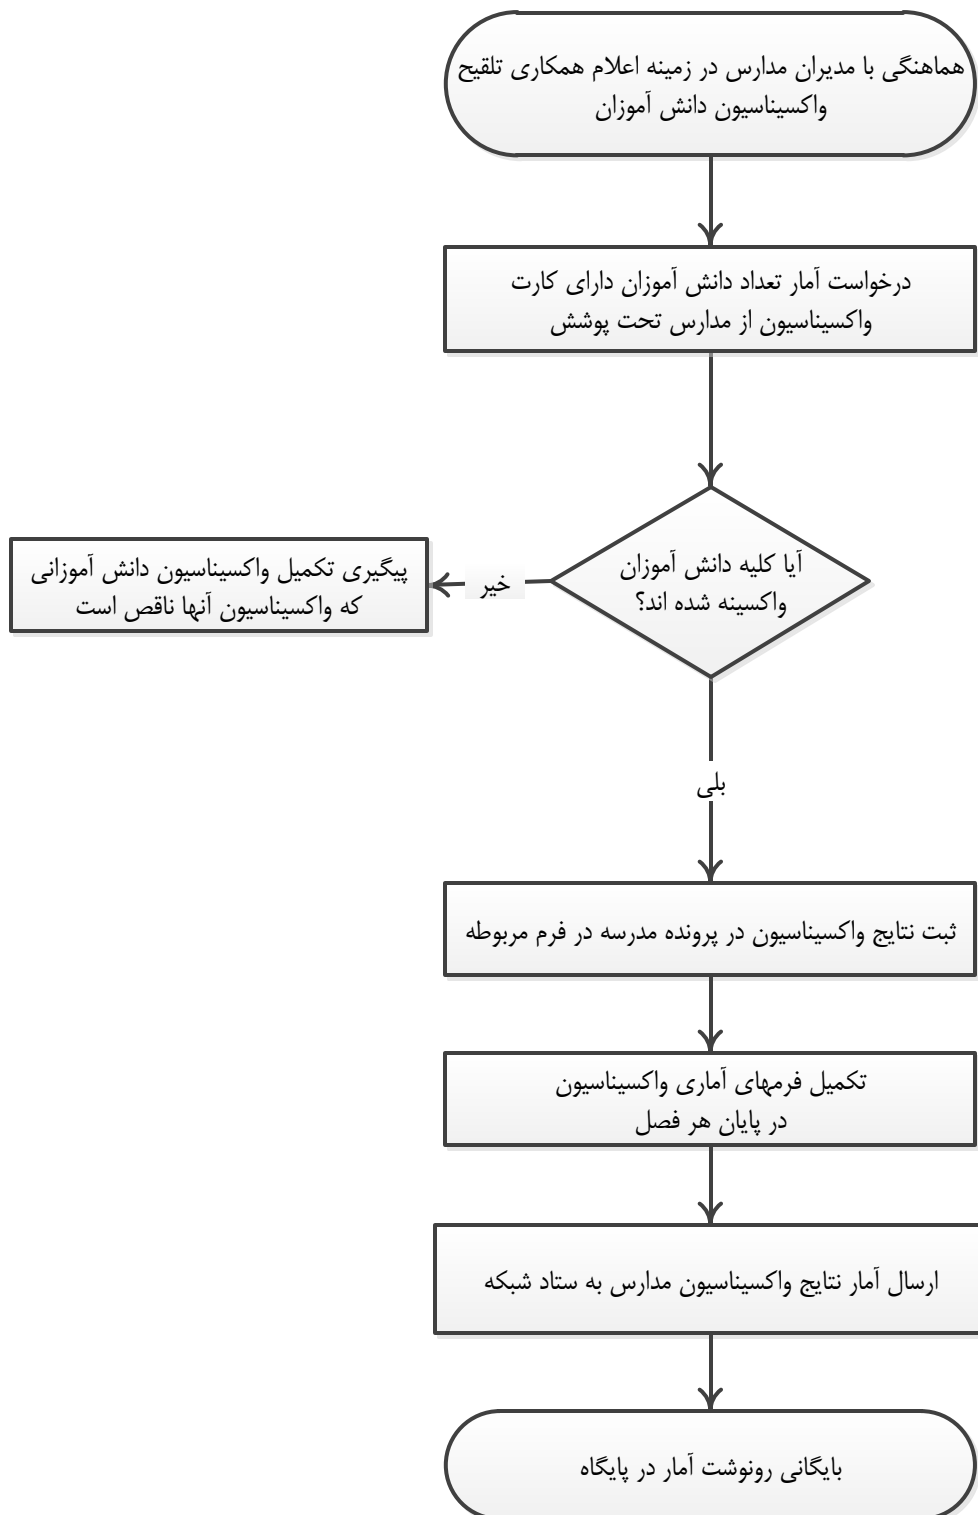 هماهنگی با مدیران مدارس در زمینه اعلام همکاری تلقیح
واکسیناسیون دانش آموزان
درخواست آمار تعداد دانش آموزان دارای کارت
واکسیناسیون از مدارس تحت پوشش
آیا کلیه دانش آموزان
واکسینه شده اند؟
خیر
پیگیری تکمیل واکسیناسیون دانش آموزانی
که واکسیناسیون آنها ناقص است
بلی
ثبت نتایج واکسیناسیون در پرونده مدرسه در فرم مربوطه
تکمیل فرمهای آماری واکسیناسیون
در پایان هر فصل
ارسال آمار نتایج واکسیناسیون مدارس به ستاد شبکه
بایگانی رونوشت آمار در پایگاه